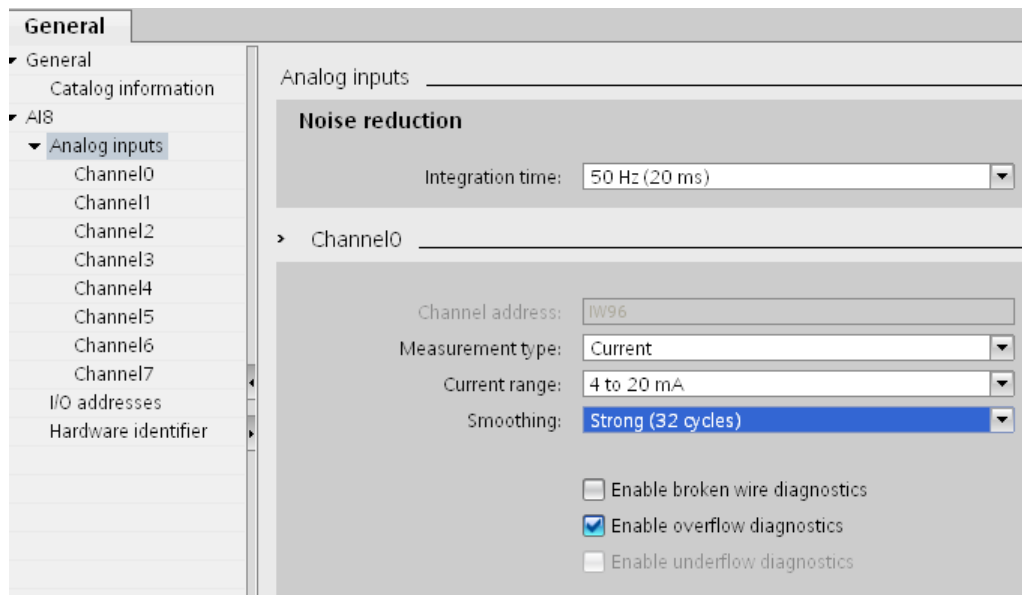 General
General
Catalog information
AI8
Analog inputs
Channel0
Channel1
Channel2
Channel3
Channel4
Channel5
Channel6
Channel7
I/O addresses
Hardware identifier
Analog inputs
Noise reduction
Integration time: 50 Hz (20 ms)
Channel0
Channel address: IW96
Measurement type: Current
Current range: 4 to 20 mA
Smoothing: Strong (32 cycles)
Enable broken wire diagnostics
Enable overflow diagnostics
Enable underflow diagnostics